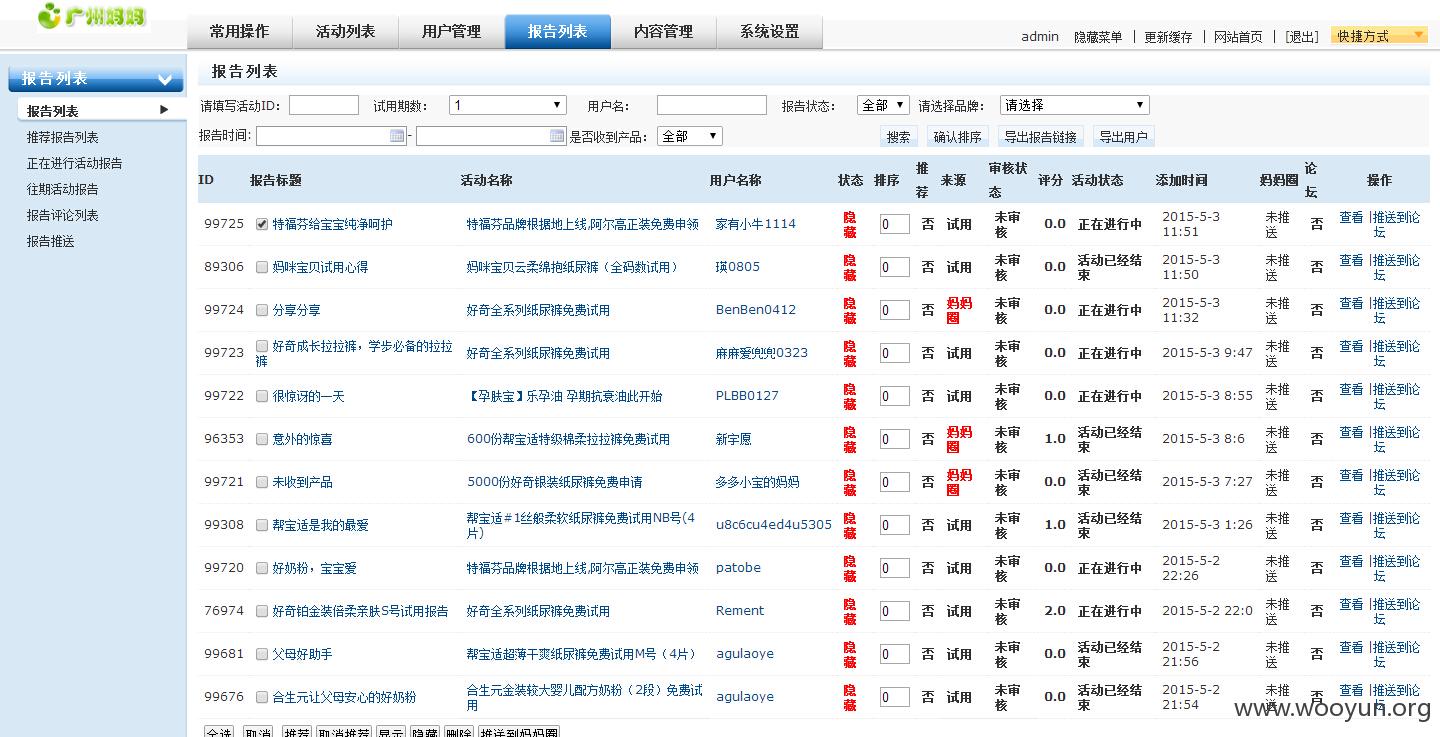 广州妈妈
常用操作 活动列表 用户管理 报告列表 内容管理 系统设置
admin 隐藏菜单 | 更新缓存 | 网站首页 | [退出] 快捷方式
报告列表
报告列表
推荐报告列表
正在进行活动报告
往期活动报告
报告评论列表
报告推送
报告列表
请填写活动ID: 试用期数: 1 用户名: 报告状态: 全部 请选择品牌: 请选择
报告时间: - 是否收到产品: 全部 搜索 确认排序 导出报告链接 导出用户
ID 报告标题 活动名称 用户名称 状态 排序 推荐 来源 审核状态 评分 活动状态 添加时间 妈妈圈 论坛 操作
99725 特福芬给宝宝纯净呵护 特福芬品牌根据地上线,阿尔高正装免费申领 家有小牛1114 隐藏 0 否 试用 未审核 0.0 正在进行中 2015-5-3 11:51 未推送 否 查看 |推送到论坛
89306 妈咪宝贝试用心得 妈咪宝贝云柔绵抱纸尿裤（全码数试用） 瑛0805 隐藏 0 否 试用 未审核 0.0 活动已经结束 2015-5-3 11:50 未推送 否 查看 |推送到论坛
99724 分享分享 好奇全系列纸尿裤免费试用 BenBen0412 隐藏 0 否 妈妈圈 未审核 0.0 正在进行中 2015-5-3 11:32 未推送 否 查看 |推送到论坛
99723 好奇成长拉拉裤，学步必备的拉拉裤 好奇全系列纸尿裤免费试用 麻麻爱兜兜0323 隐藏 0 否 试用 未审核 0.0 正在进行中 2015-5-3 9:47 未推送 否 查看 |推送到论坛
99722 很惊讶的一天 【孕肤宝】乐孕油 孕期抗衰油此开始 PLBB0127 隐藏 0 否 试用 未审核 0.0 正在进行中 2015-5-3 8:55 未推送 否 查看 |推送到论坛
96353 意外的惊喜 600份帮宝适特级棉柔拉拉裤免费试用 新宇愿 隐藏 0 否 妈妈圈 未审核 1.0 活动已经结束 2015-5-3 8:6 未推送 否 查看 |推送到论坛
99721 未收到产品 5000份好奇银装纸尿裤免费申请 多多小宝的妈妈 隐藏 0 否 妈妈圈 未审核 0.0 活动已经结束 2015-5-3 7:27 未推送 否 查看 |推送到论坛
99308 帮宝适是我的最爱 帮宝适#1丝般柔软纸尿裤免费试用NB号(4片） u8c6cu4ed4u5305 隐藏 0 否 试用 未审核 1.0 活动已经结束 2015-5-3 1:26 未推送 否 查看 |推送到论坛
99720 好奶粉，宝宝爱 特福芬品牌根据地上线,阿尔高正装免费申领 patobe 隐藏 0 否 试用 未审核 0.0 正在进行中 2015-5-2 22:26 未推送 否 查看 |推送到论坛
76974 好奇铂金装倍柔亲肤S号试用报告 好奇全系列纸尿裤免费试用 Rement 隐藏 0 否 试用 未审核 2.0 正在进行中 2015-5-2 22:0 未推送 否 查看 |推送到论坛
99681 父母好助手 帮宝适超薄干爽纸尿裤免费试用M号（4片） agulaoye 隐藏 0 否 试用 未审核 0.0 活动已经结束 2015-5-2 21:56 未推送 否 查看 |推送到论坛
99676 合生元让父母安心的好奶粉 合生元金装较大婴儿配方奶粉（2段）免费试用 agulaoye 隐藏 0 否 试用 未审核 0.0 活动已经结束 2015-5-2 21:54 未推送 否 查看 |推送到论坛
全选 取消 推荐 取消推荐 显示 隐藏 删除 推送到妈妈圈
www.wooyun.org